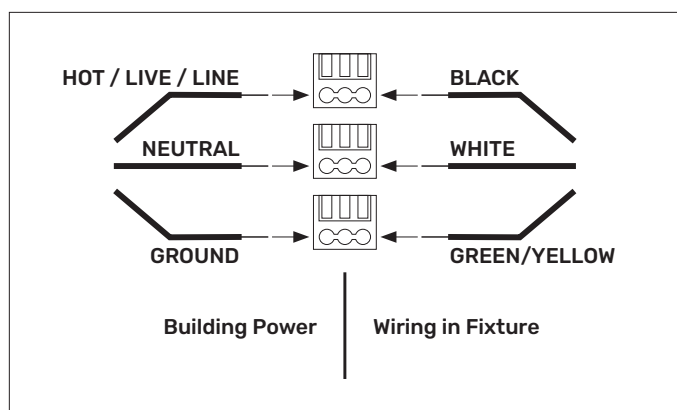 HOT / LIVE / LINE
BLACK
NEUTRAL
WHITE
GROUND
GREEN/YELLOW
Building Power
Wiring in Fixture